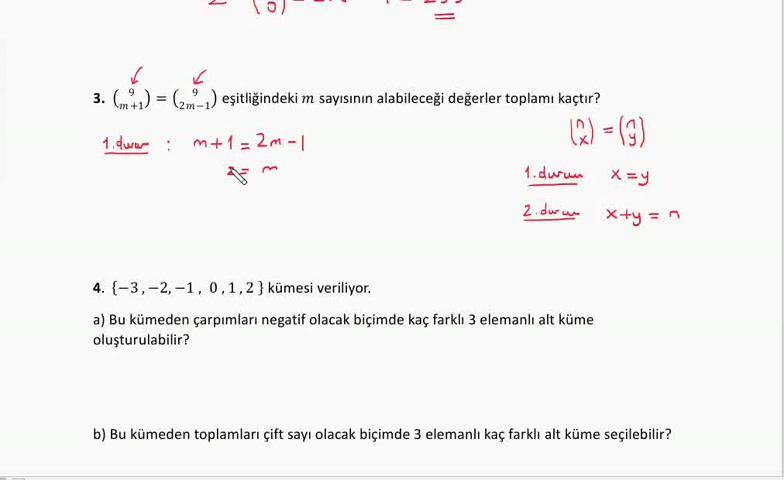 3. (9 m+1) = (9 2m−1) eşitliğindeki m sayısının alabileceği değerler toplamı kaçtır?
1.durum : m+1 = 2m−1
2 = m
(n x) = (n y)
1.durum x=y
2.durum x+y = n
4. {−3 ,−2, −1 , 0 , 1 , 2 } kümesi veriliyor.
a) Bu kümeden çarpımları negatif olacak biçimde kaç farklı 3 elemanlı alt küme
oluşturulabilir?
b) Bu kümeden toplamları çift sayı olacak biçimde 3 elemanlı kaç farklı alt küme seçilebilir?